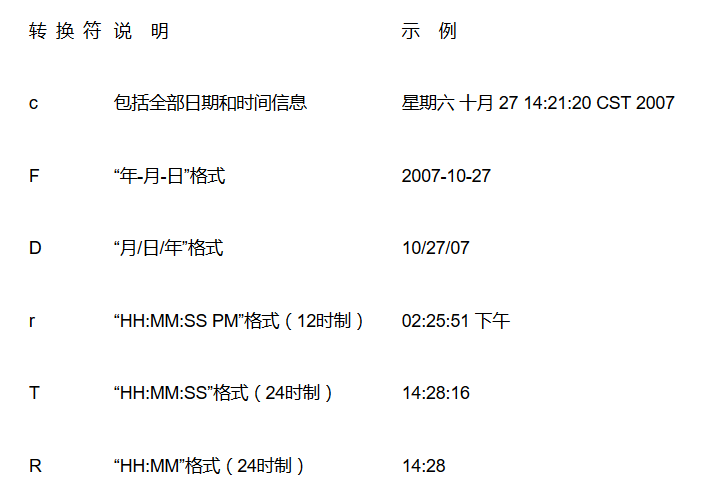 转 换 符 说 明 示 例
c 包括全部日期和时间信息 星期六 十月 27 14:21:20 CST 2007
F “年-月-日”格式 2007-10-27
D “月/日/年”格式 10/27/07
r “HH:MM:SS PM”格式（12时制） 02:25:51 下午
T “HH:MM:SS”格式（24时制） 14:28:16
R “HH:MM”格式（24时制） 14:28